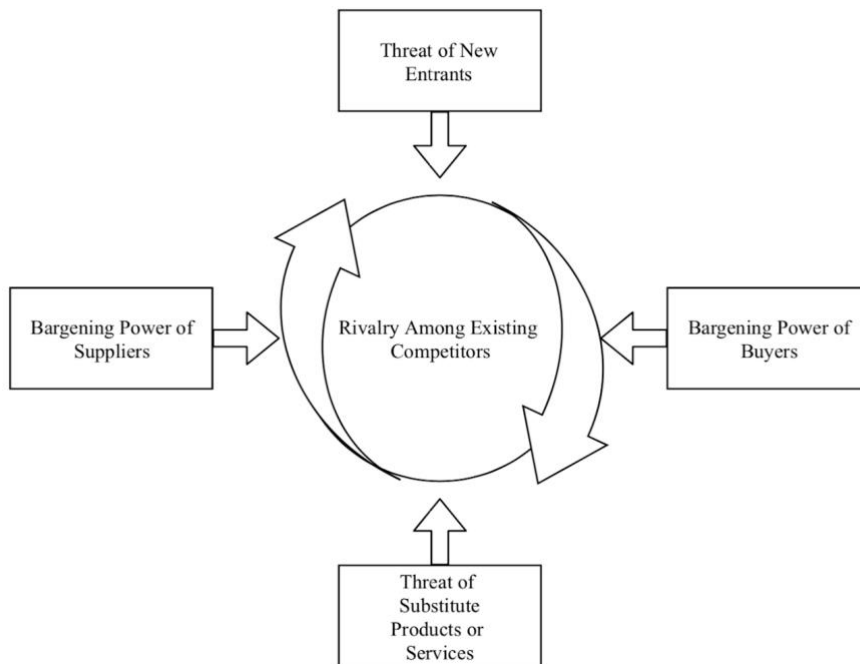 Threat of New
Entrants
Bargening Power of
Suppliers
Rivalry Among Existing
Competitors
Bargening Power of
Buyers
Threat of
Substitute
Products or
Services